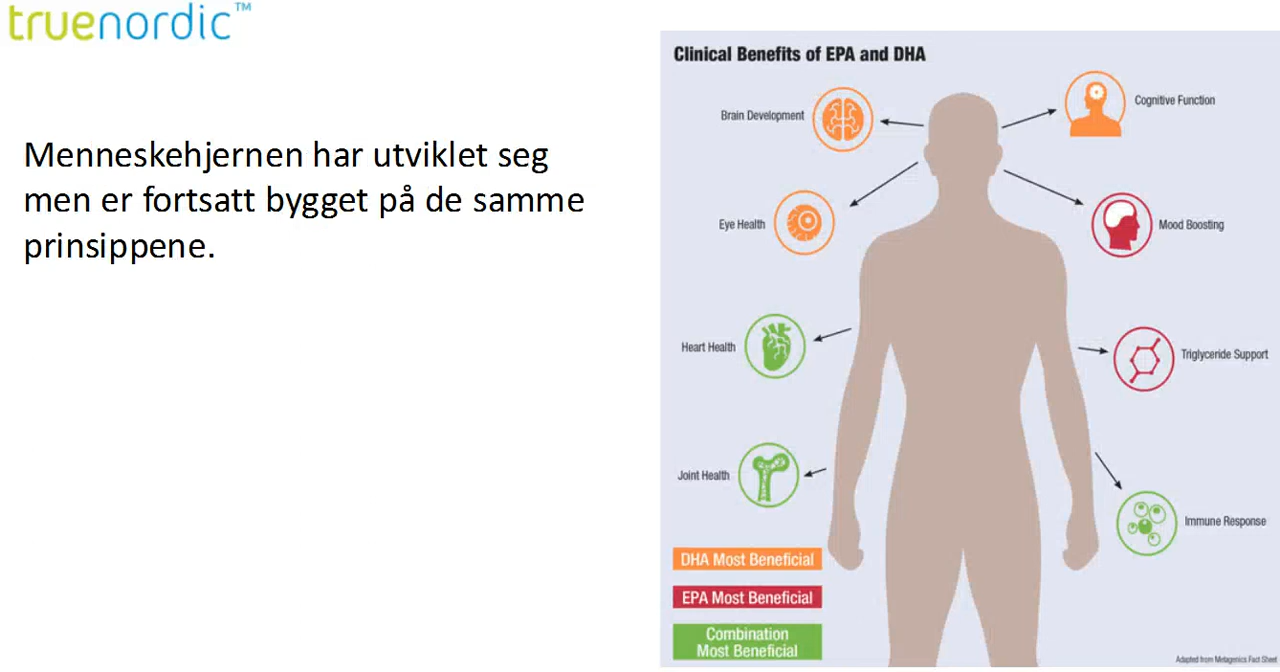 truenordic™
Menneskehjernen har utviklet seg
men er fortsatt bygget på de samme
prinsippene.
Clinical Benefits of EPA and DHA
Brain Development
Cognitive Function
Eye Health
Mood Boosting
Heart Health
Triglyceride Support
Joint Health
Immune Response
DHA Most Beneficial
EPA Most Beneficial
Combination
Most Beneficial
Adapted from Metagenics Fact Sheet